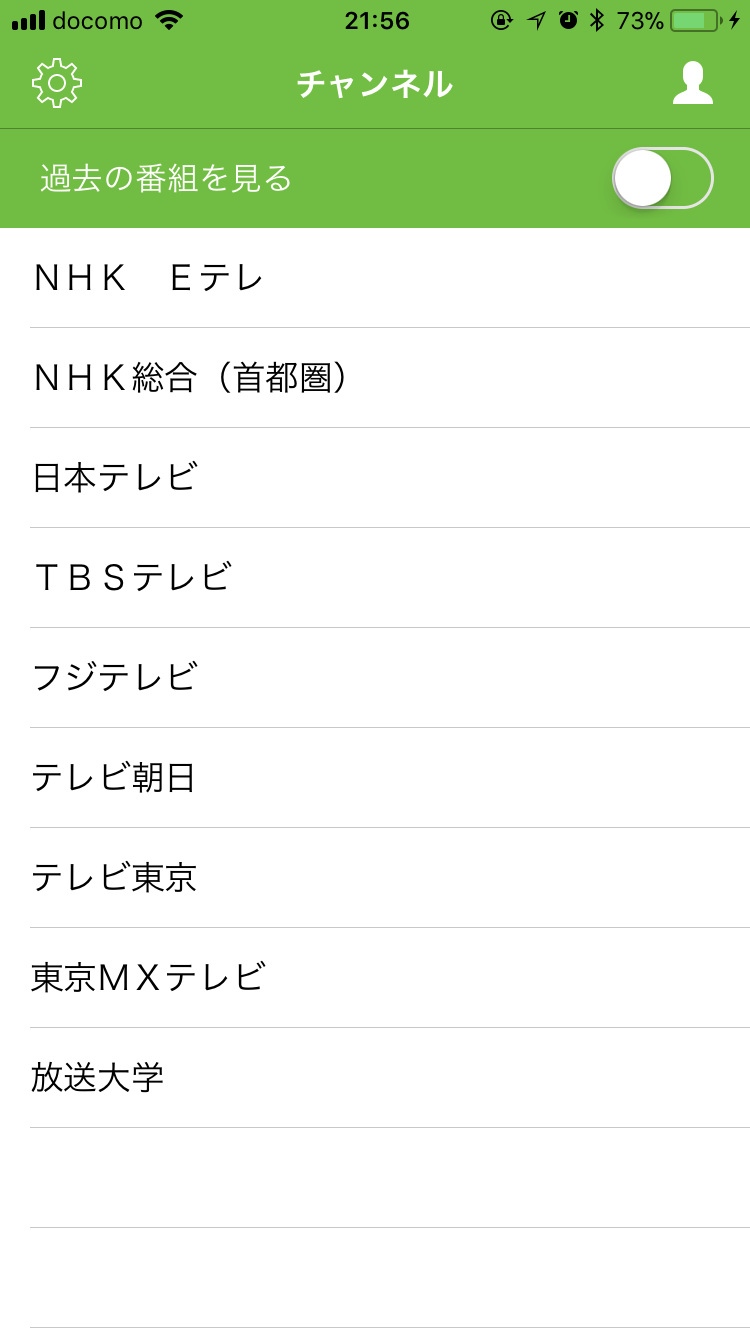 docomo 21:56 73%
チャンネル
過去の番組を見る
ＮＨＫ　Ｅテレ
ＮＨＫ総合（首都圏）
日本テレビ
ＴＢＳテレビ
フジテレビ
テレビ朝日
テレビ東京
東京ＭＸテレビ
放送大学